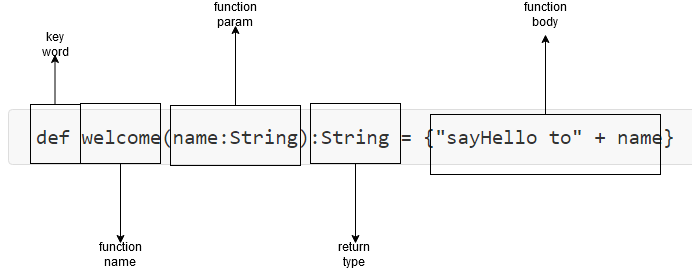 function
param
function
body
key
word
def welcome(name:String):String = {"sayHello to" + name}
function
name
return
type